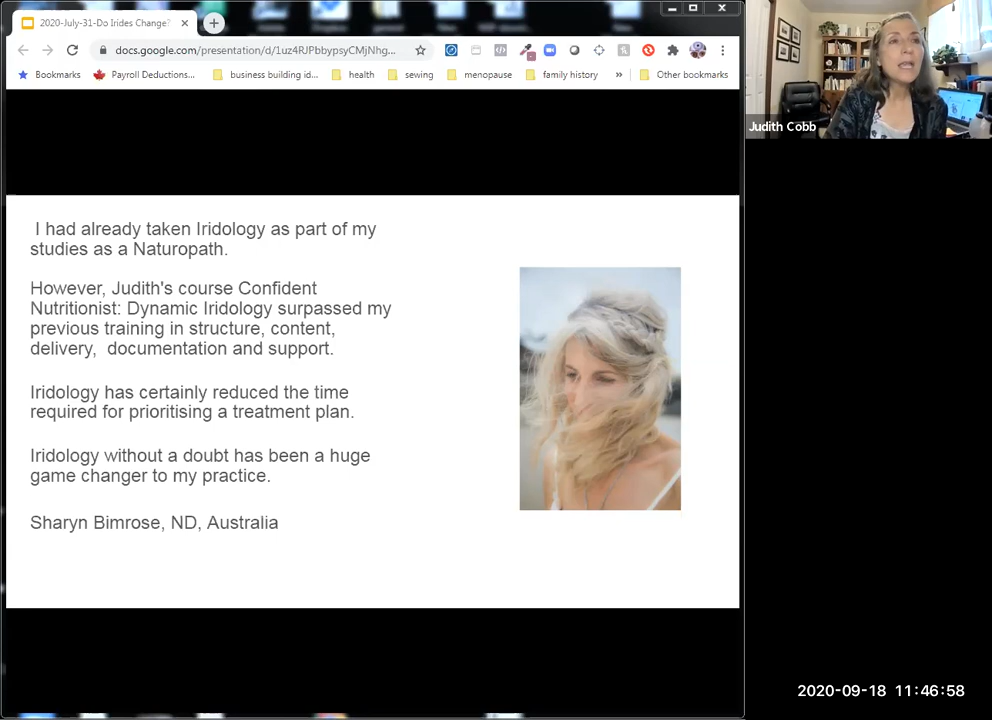 2020-July-31-Do Irides Change?
docs.google.com/presentation/d/1uz4RJPbbypsyCMjNhg...
Bookmarks
Payroll Deductions...
business building id...
health
sewing
menopause
family history
»
Other bookmarks
Judith Cobb
I had already taken Iridology as part of my
studies as a Naturopath.
However, Judith's course Confident
Nutritionist: Dynamic Iridology surpassed my
previous training in structure, content,
delivery,  documentation and support.
Iridology has certainly reduced the time
required for prioritising a treatment plan.
Iridology without a doubt has been a huge
game changer to my practice.
Sharyn Bimrose, ND, Australia
2020-09-18 11:46:58